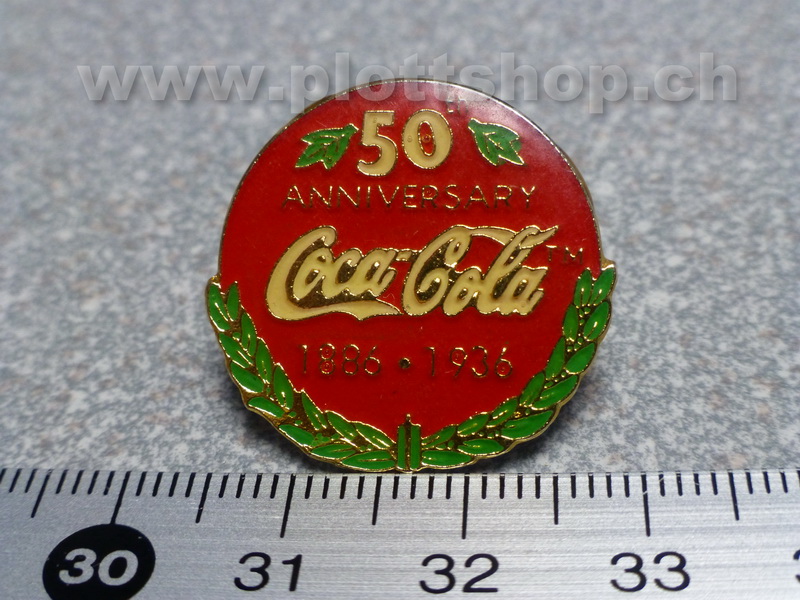 www.plottshop.ch
50
ANNIVERSARY
Coca-Cola TM
1886 • 1936
30 31 32 33